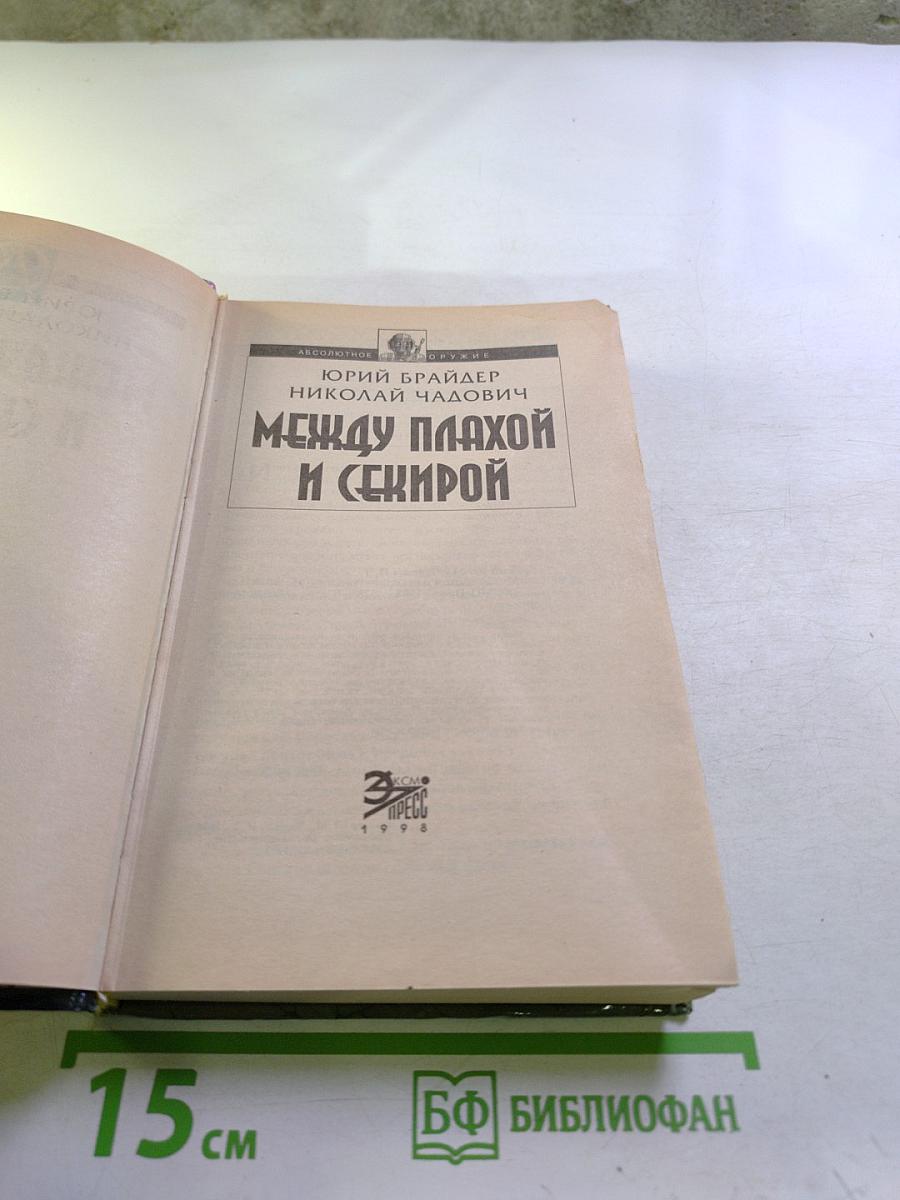 АБСОЛЮТНОЕ ОРУЖИЕ
ЮРИЙ БРАЙДЕР
НИКОЛАЙ ЧАДОВИЧ
МЕЖДУ ПЛАХОЙ
И СЕКИРОЙ
ЭКСМО
ПРЕСС
1998
15 см
БФ БИБЛИОФАН